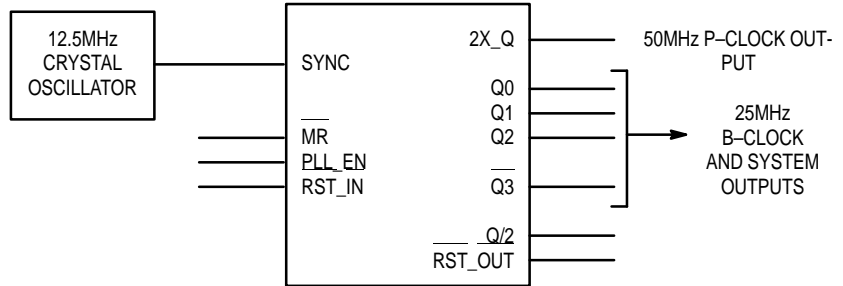 12.5MHz
CRYSTAL
OSCILLATOR
SYNC
MR
PLL_EN
RST_IN
2X_Q
Q0
Q1
Q2
Q3
Q/2
RST_OUT
50MHz P–CLOCK OUT-
PUT
25MHz
B–CLOCK
AND SYSTEM
OUTPUTS